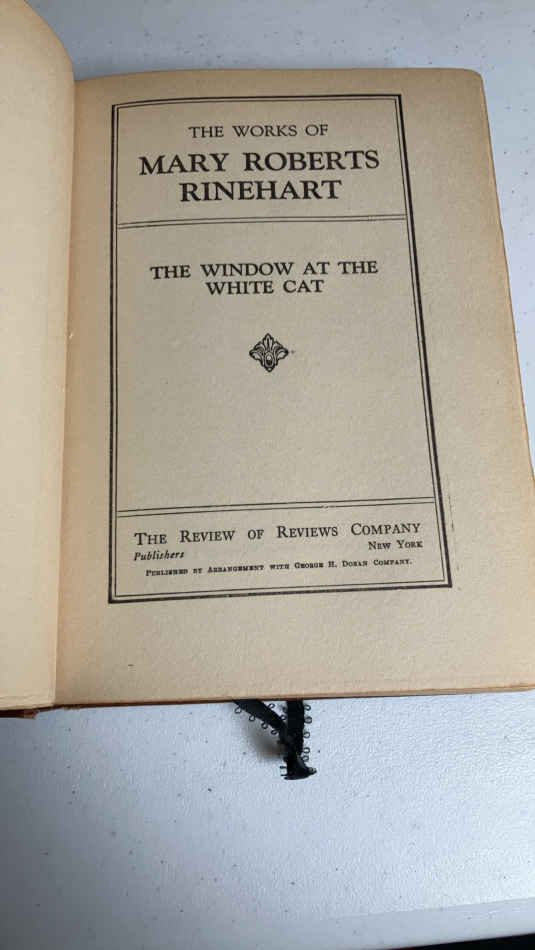 THE WORKS OF
MARY ROBERTS
RINEHART
THE WINDOW AT THE
WHITE CAT
THE REVIEW OF REVIEWS COMPANY
Publishers NEW YORK
PUBLISHED BY ARRANGEMENT WITH GEORGE H. DORAN COMPANY.